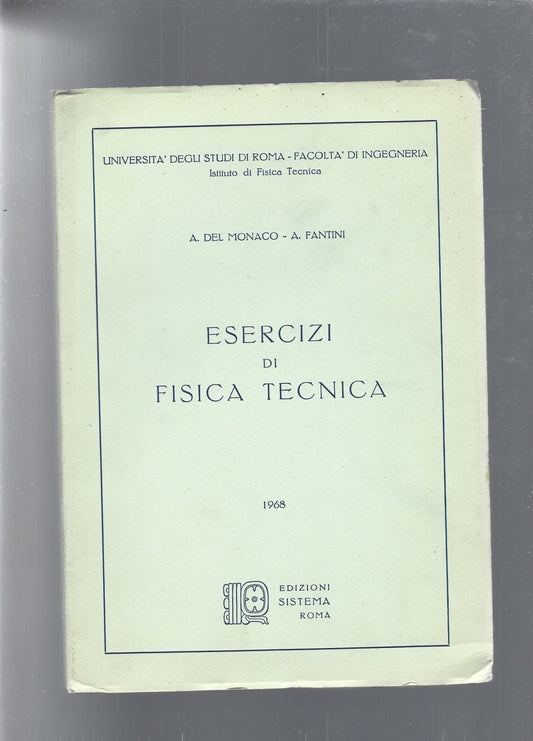 UNIVERSITA' DEGLI STUDI DI ROMA - FACOLTA' DI INGEGNERIA
Istituto di Fisica Tecnica
A. DEL MONACO - A. FANTINI
ESERCIZI
DI
FISICA TECNICA
1968
EDIZIONI
SISTEMA
ROMA